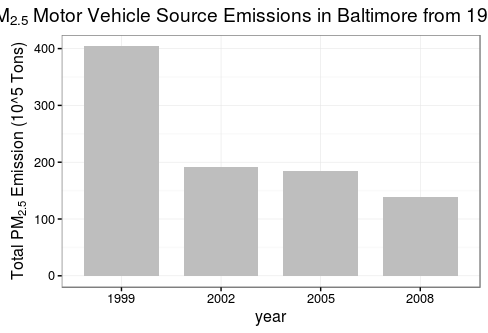 M2.5 Motor Vehicle Source Emissions in Baltimore from 19
Total PM2.5 Emission (10^5 Tons)
400
300
200
100
0
1999 2002 2005 2008
year